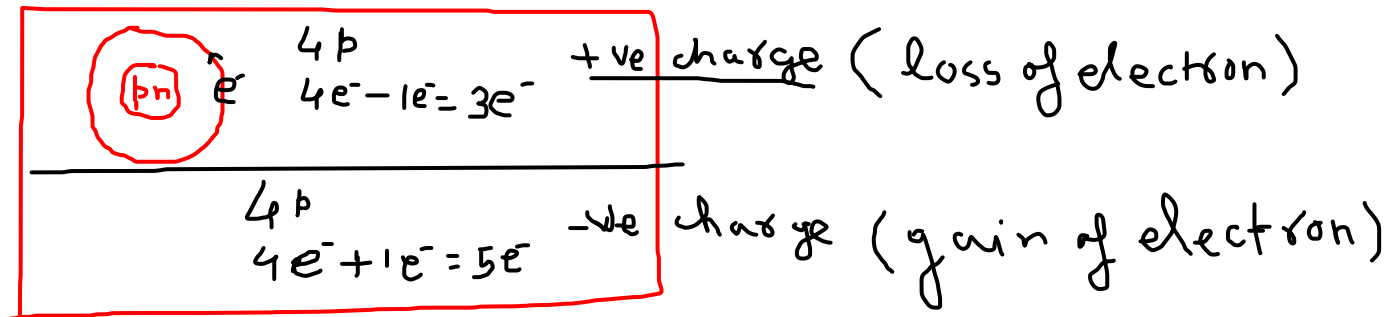 4p
pn e⁻ 4e⁻ - 1e⁻ = 3e⁻ +ve charge (loss of electron)
4p
4e⁻ + 1e⁻ = 5e⁻ -ve charge (gain of electron)